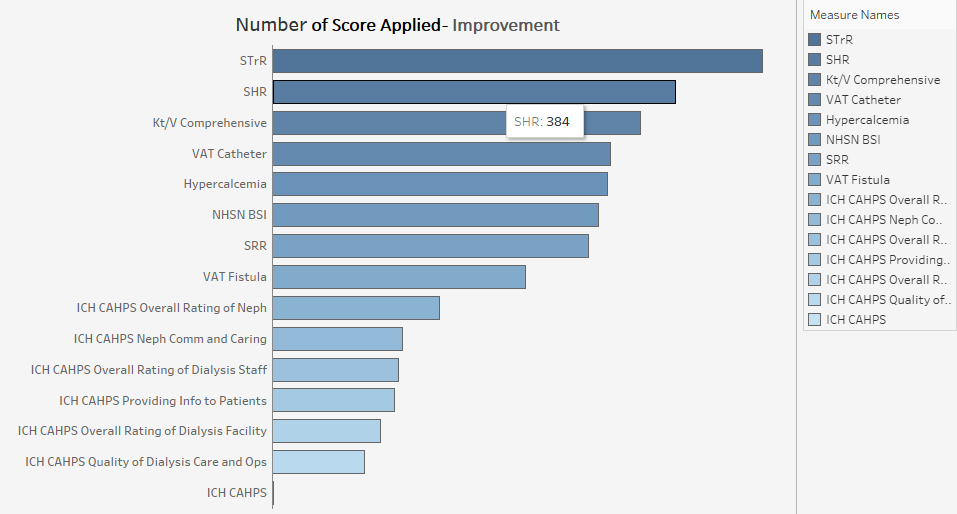 Number of Score Applied- Improvement
STrR
SHR
SHR: 384
Kt/V Comprehensive
VAT Catheter
Hypercalcemia
NHSN BSI
SRR
VAT Fistula
ICH CAHPS Overall Rating of Neph
ICH CAHPS Neph Comm and Caring
ICH CAHPS Overall Rating of Dialysis Staff
ICH CAHPS Providing Info to Patients
ICH CAHPS Overall Rating of Dialysis Facility
ICH CAHPS Quality of Dialysis Care and Ops
ICH CAHPS
Measure Names
STrR
SHR
Kt/V Comprehensive
VAT Catheter
Hypercalcemia
NHSN BSI
SRR
VAT Fistula
ICH CAHPS Overall R..
ICH CAHPS Neph Co..
ICH CAHPS Overall R..
ICH CAHPS Providing..
ICH CAHPS Overall R..
ICH CAHPS Quality of..
ICH CAHPS